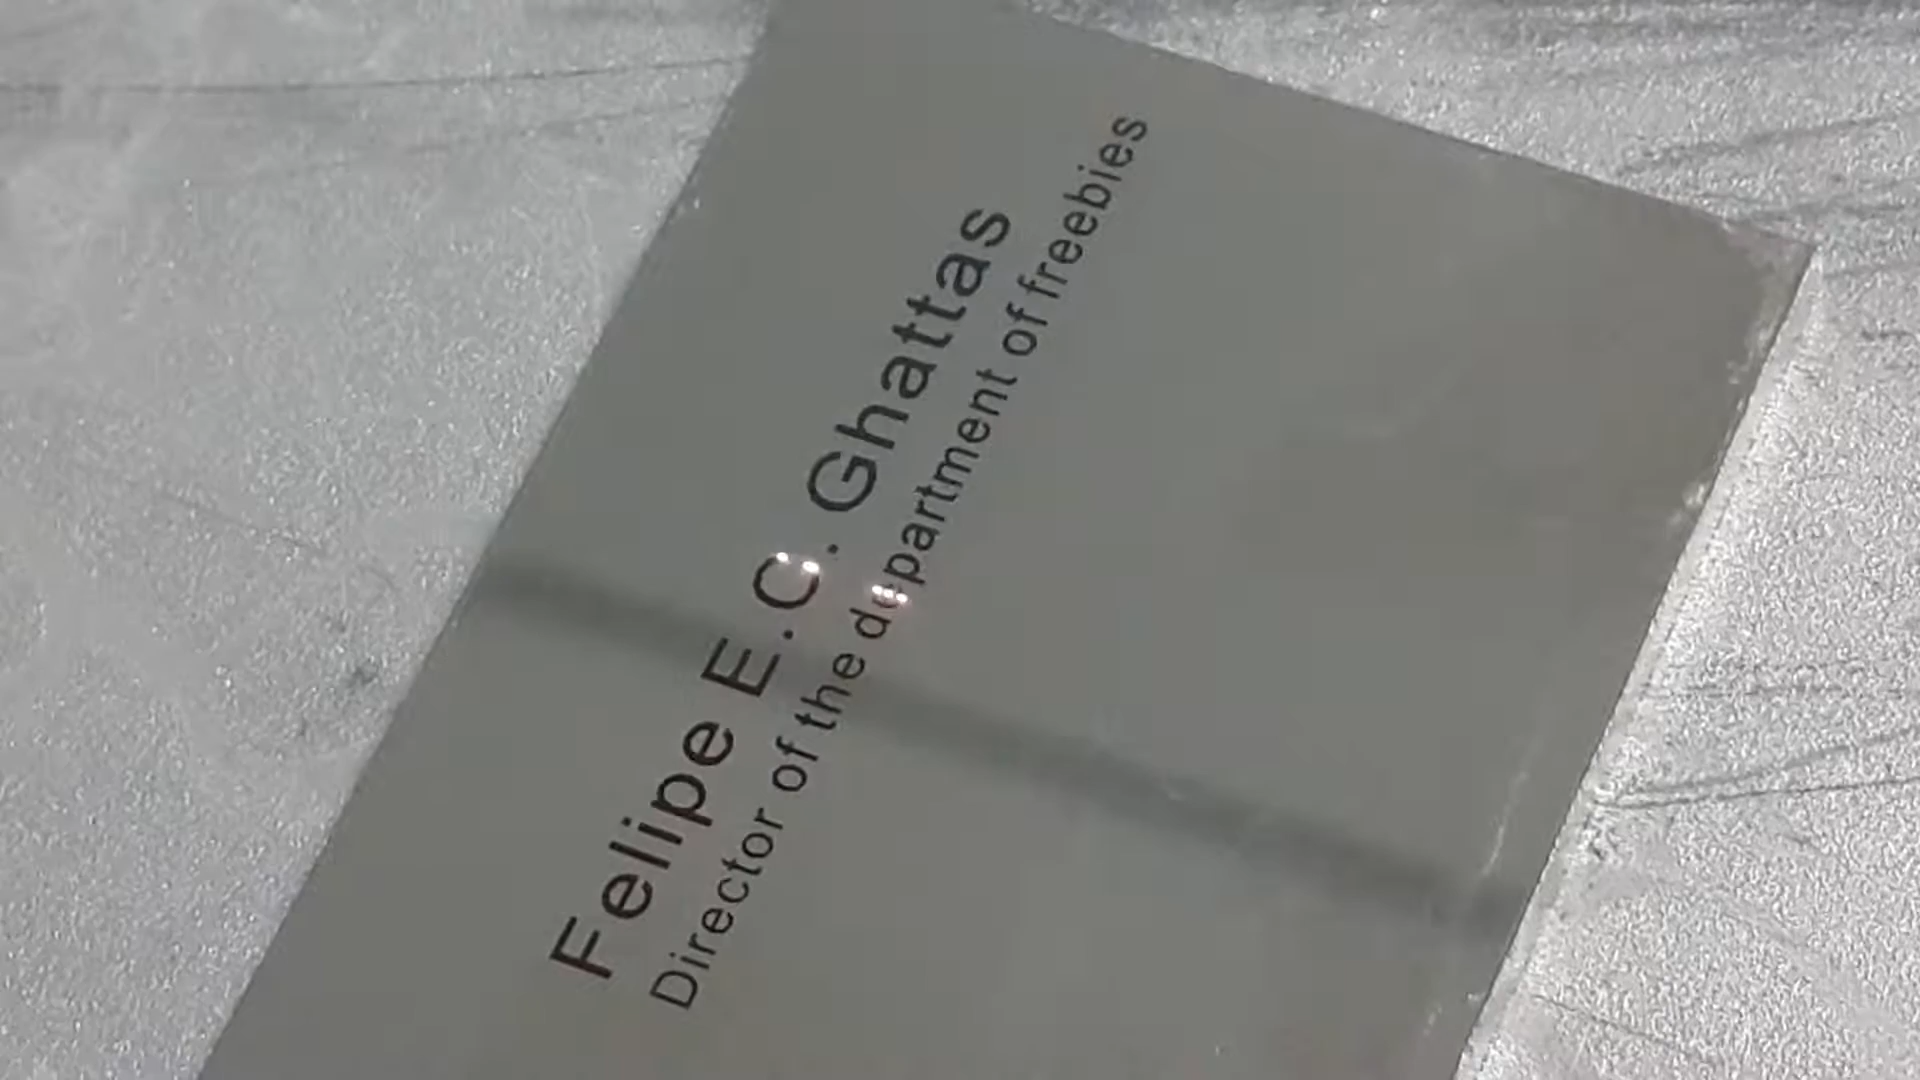 Felipe E.C. Ghattas
Director of the department of freebies